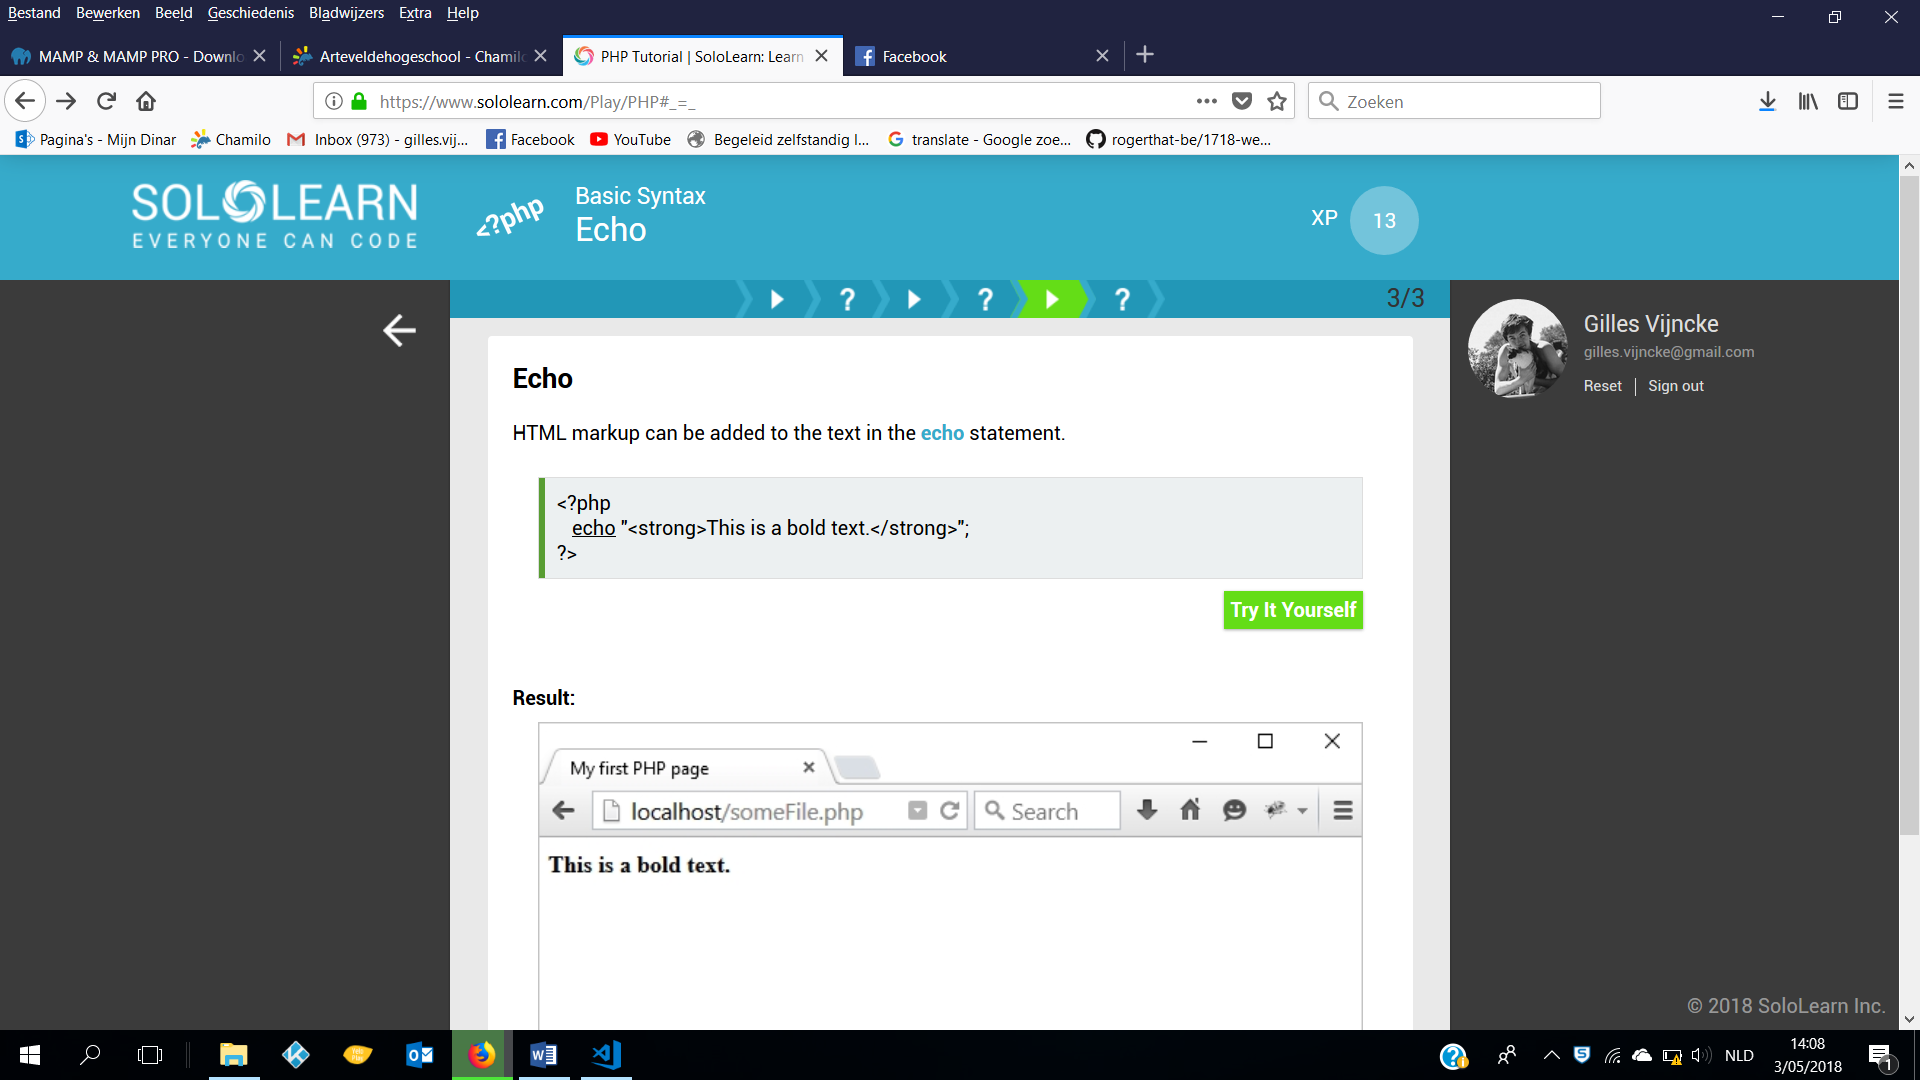 Bestand Bewerken Beeld Geschiedenis Bladwijzers Extra Help
MAMP & MAMP PRO - Downlo Arteveldehogeschool - Chamilo PHP Tutorial | SoloLearn: Learn Facebook
https://www.sololearn.com/Play/PHP#_=_ Zoeken
Pagina's - Mijn Dinar Chamilo Inbox (973) - gilles.vij... Facebook YouTube Begeleid zelfstandig l... translate - Google zoe... rogerthat-be/1718-we...
SOLOLEARN
EVERYONE CAN CODE
<?php
Basic Syntax
Echo
XP 13
? ? ? 3/3
Gilles Vijncke
gilles.vijncke@gmail.com
Reset | Sign out
Echo
HTML markup can be added to the text in the echo statement.
<?php
echo "<strong>This is a bold text.</strong>";
?>
Try It Yourself
Result:
My first PHP page
localhost/someFile.php Search
This is a bold text.
© 2018 SoloLearn Inc.
NLD 14:08
3/05/2018
1